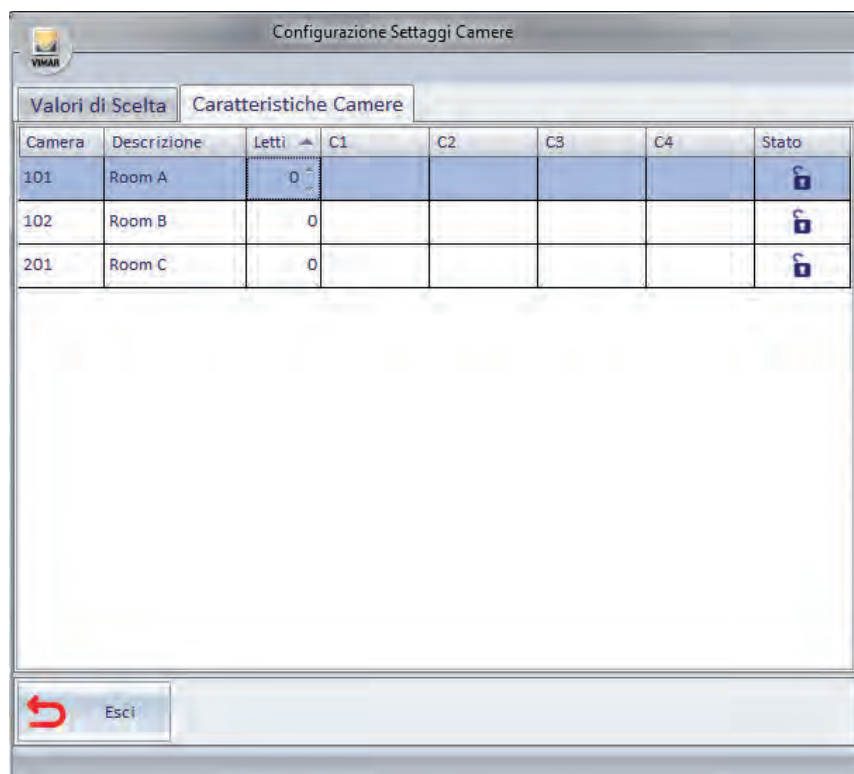 Configurazione Settaggi Camere
VIMAR
Valori di Scelta Caratteristiche Camere
Camera Descrizione Letti C1 C2 C3 C4 Stato
101 Room A 0
102 Room B 0
201 Room C 0
Esci